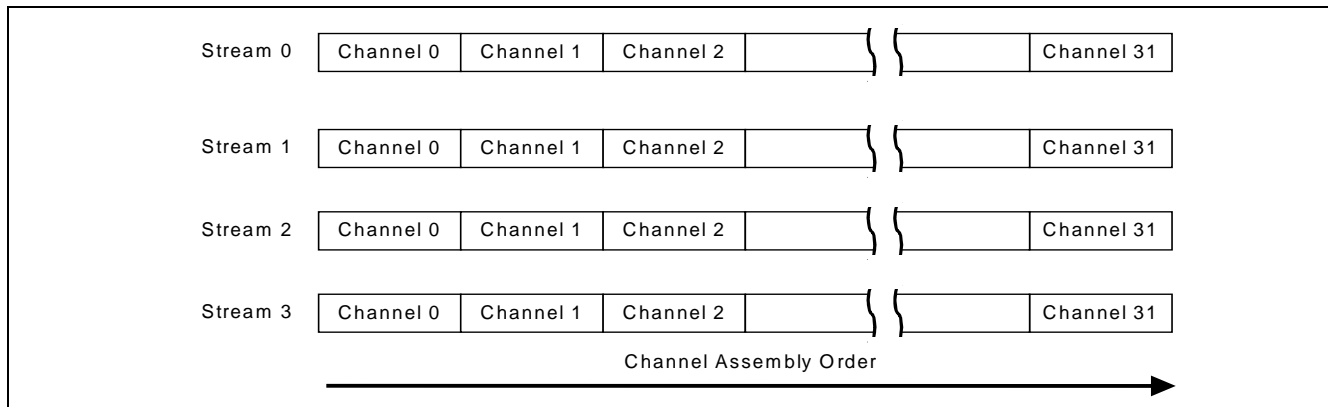 Stream 0 Channel 0 Channel 1 Channel 2 Channel 31
Stream 1 Channel 0 Channel 1 Channel 2 Channel 31
Stream 2 Channel 0 Channel 1 Channel 2 Channel 31
Stream 3 Channel 0 Channel 1 Channel 2 Channel 31
Channel Assembly Order